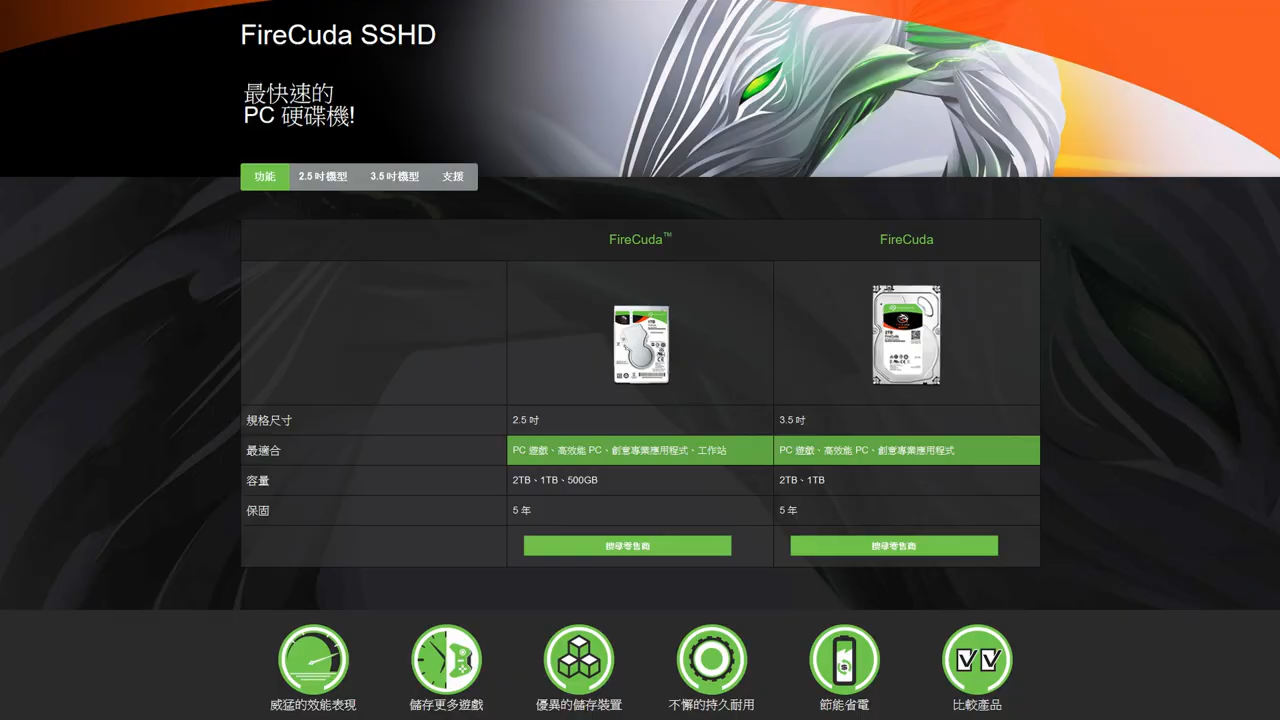 FireCuda SSHD
最快速的
PC 硬碟機!
功能 2.5 吋機型 3.5 吋機型 支援
FireCuda™ FireCuda
規格尺寸 2.5 吋 3.5 吋
最適合 PC 遊戲、高效能 PC、創意專業應用程式、工作站 PC 遊戲、高效能 PC、創意專業應用程式
容量 2TB、1TB、500GB 2TB、1TB
保固 5 年 5 年
搜尋零售商 搜尋零售商
威猛的效能表現 儲存更多遊戲 優異的儲存裝置 不懈的持久耐用 節能省電 比較產品